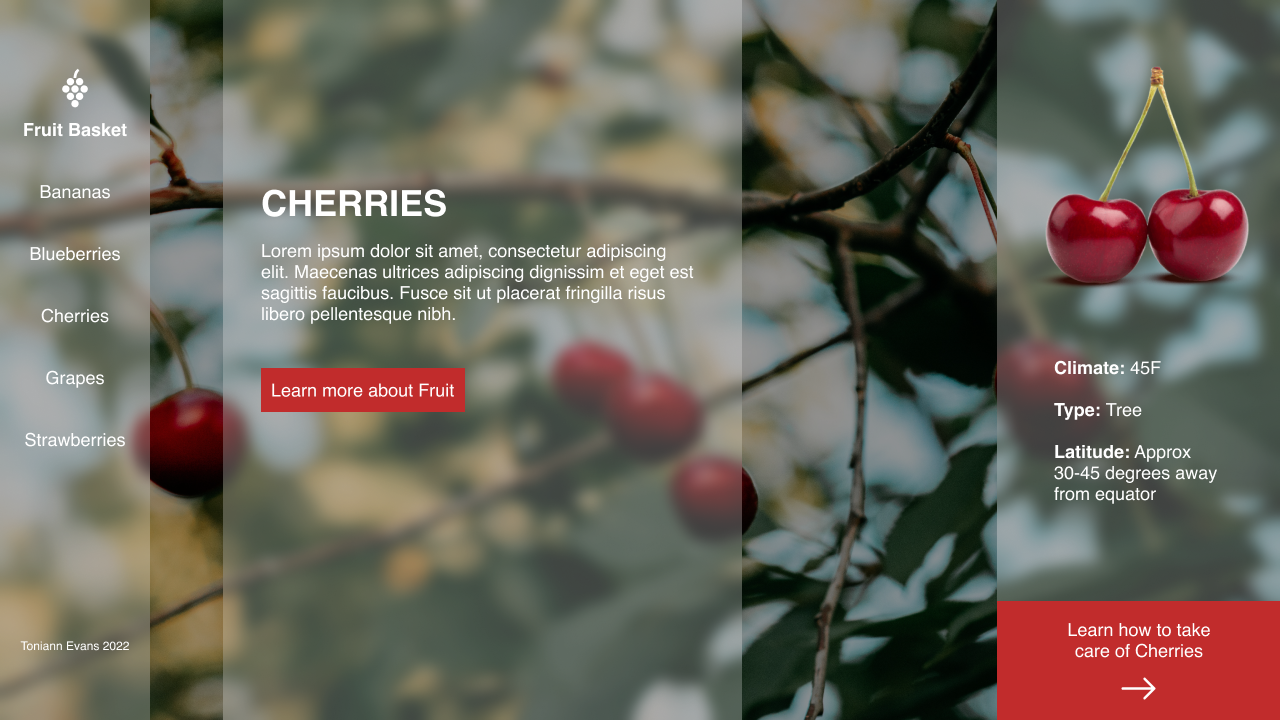 Fruit Basket
Bananas
Blueberries
Cherries
Grapes
Strawberries
Toniann Evans 2022
CHERRIES
Lorem ipsum dolor sit amet, consectetur adipiscing
elit. Maecenas ultrices adipiscing dignissim et eget est
sagittis faucibus. Fusce sit ut placerat fringilla risus
libero pellentesque nibh.
Learn more about Fruit
Climate: 45F
Type: Tree
Latitude: Approx
30-45 degrees away
from equator
Learn how to take
care of Cherries